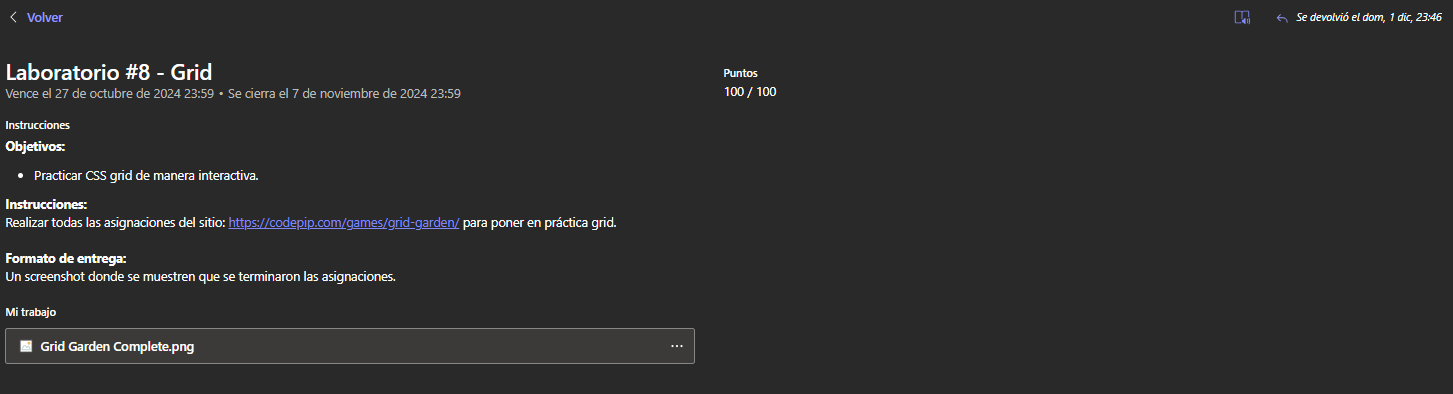 Volver
Se devolvió el dom, 1 dic, 23:46
Laboratorio #8 - Grid
Vence el 27 de octubre de 2024 23:59 • Se cierra el 7 de noviembre de 2024 23:59
Puntos
100 / 100
Instrucciones
Objetivos:
• Practicar CSS grid de manera interactiva.
Instrucciones:
Realizar todas las asignaciones del sitio: https://codepip.com/games/grid-garden/ para poner en práctica grid.
Formato de entrega:
Un screenshot donde se muestren que se terminaron las asignaciones.
Mi trabajo
Grid Garden Complete.png